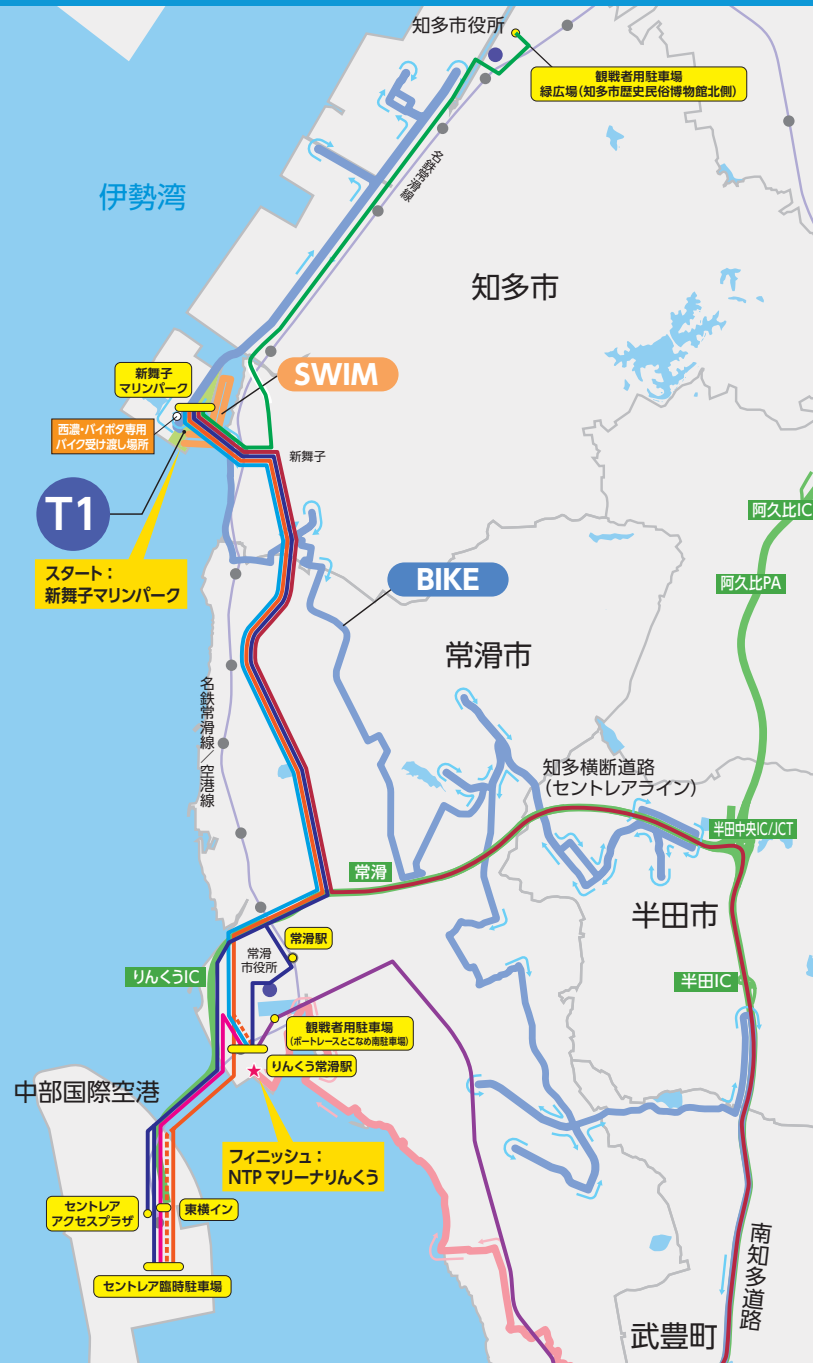 知多市役所
観戦者用駐車場
緑広場(知多市歴史民俗博物館北側)
名鉄常滑線
伊勢湾
知多市
新舞子
マリンパーク
SWIM
西濃・バイポタ専用
バイク受け渡し場所
新舞子
T1
阿久比IC
スタート：
新舞子マリンパーク
BIKE
阿久比PA
常滑市
名鉄常滑線／空港線
知多横断道路
(セントレアライン)
半田中央IC/JCT
常滑
半田市
常滑駅
常滑
市役所
りんくうIC
半田IC
観戦者用駐車場
(ボートレースとこなめ南駐車場)
りんくう常滑駅
中部国際空港
フィニッシュ：
NTP マリーナりんくう
セントレア
アクセスプラザ
東横イン
南知多道路
セントレア臨時駐車場
武豊町